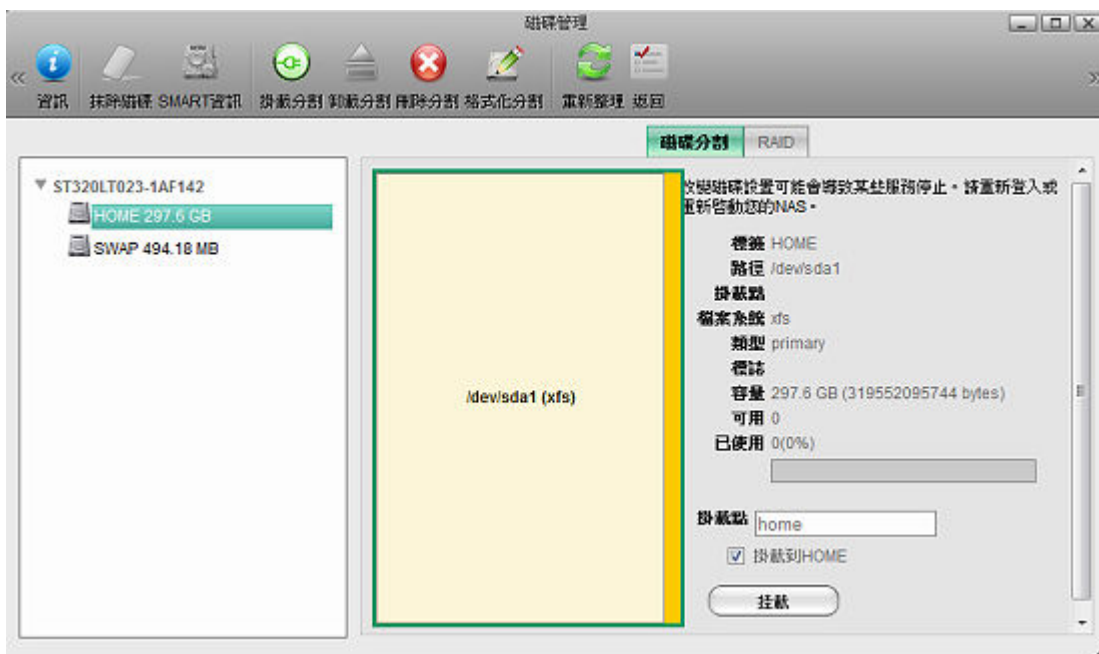 磁碟管理
資訊 抹除磁碟 SMART資訊 掛載分割 卸載分割 刪除分割 格式化分割 重新整理 返回
磁碟分割 RAID
ST320LT023-1AF142
HOME 297.6 GB
SWAP 494.18 MB
/dev/sda1 (xfs)
改變磁碟設置可能會導致某些服務停止。請重新登入或
重新啓動您的NAS。
標籤 HOME
路徑 /dev/sda1
掛載點
檔案系統 xfs
類型 primary
標誌
容量 297.6 GB (319552095744 bytes)
可用 0
已使用 0(0%)
掛載點 home
掛載到HOME
挂載